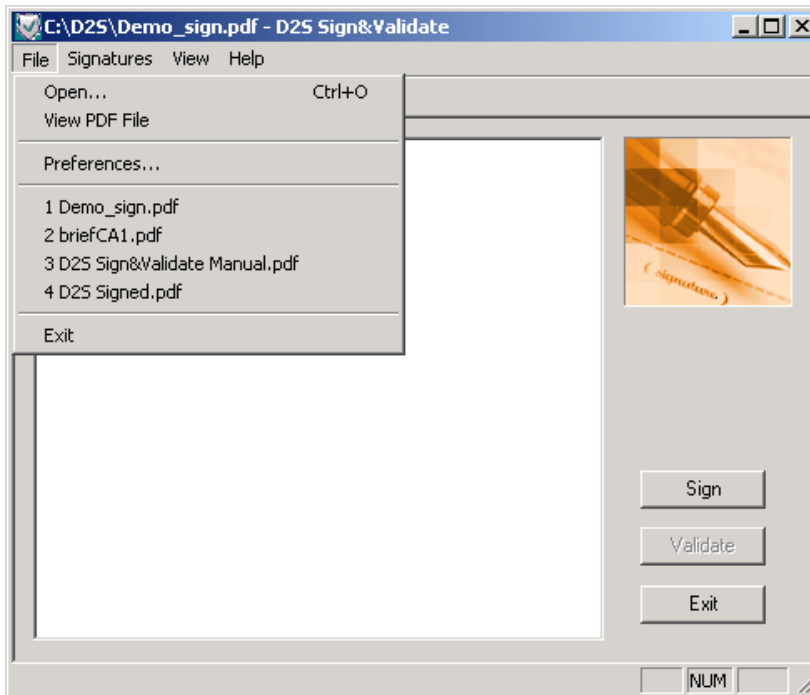 C:\D2S\Demo_sign.pdf - D2S Sign&Validate
File Signatures View Help
Open... Ctrl+O
View PDF File
Preferences...
1 Demo_sign.pdf
2 briefCA1.pdf
3 D2S Sign&Validate Manual.pdf
4 D2S Signed.pdf
Exit
( signature. )
Sign
Validate
Exit
NUM